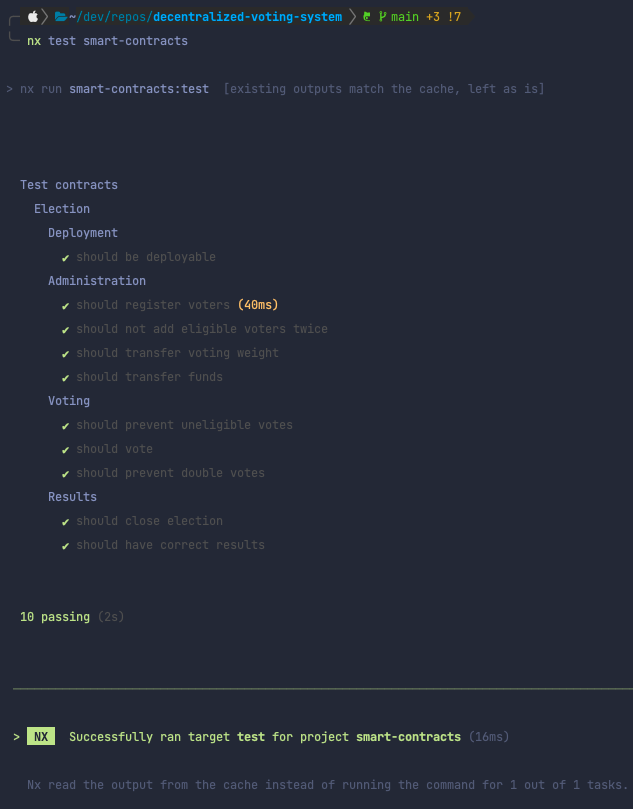 ~/dev/repos/decentralized-voting-system main +3 !7
nx test smart-contracts
> nx run smart-contracts:test [existing outputs match the cache, left as is]
Test contracts
Election
Deployment
✔ should be deployable
Administration
✔ should register voters (40ms)
✔ should not add eligible voters twice
✔ should transfer voting weight
✔ should transfer funds
Voting
✔ should prevent uneligible votes
✔ should vote
✔ should prevent double votes
Results
✔ should close election
✔ should have correct results
10 passing (2s)
> NX Successfully ran target test for project smart-contracts (16ms)
Nx read the output from the cache instead of running the command for 1 out of 1 tasks.